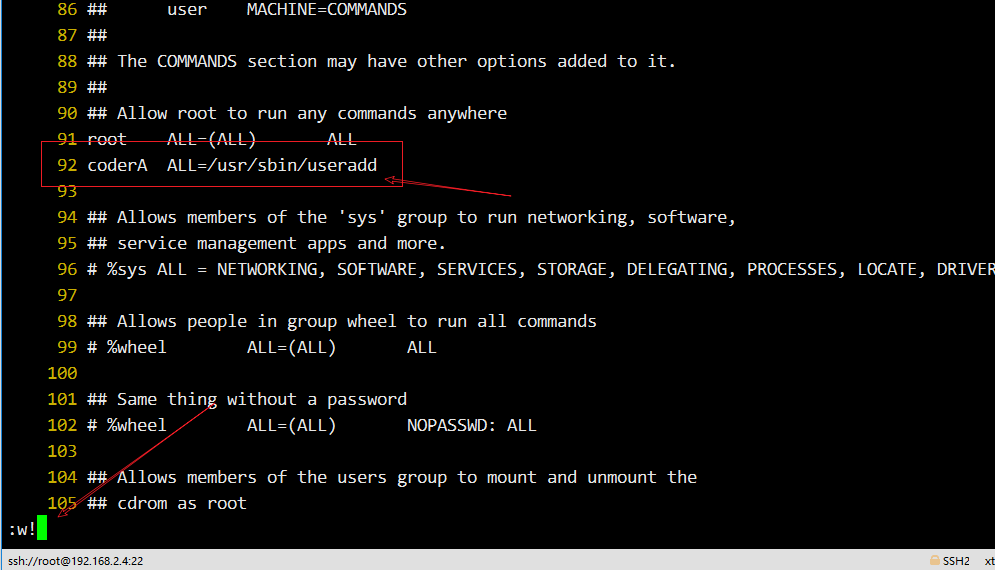 86 ##      user    MACHINE=COMMANDS
87 ##
88 ## The COMMANDS section may have other options added to it.
89 ##
90 ## Allow root to run any commands anywhere
91 root    ALL=(ALL)       ALL
92 coderA  ALL=/usr/sbin/useradd
93
94 ## Allows members of the 'sys' group to run networking, software,
95 ## service management apps and more.
96 # %sys ALL = NETWORKING, SOFTWARE, SERVICES, STORAGE, DELEGATING, PROCESSES, LOCATE, DRIVER
97
98 ## Allows people in group wheel to run all commands
99 # %wheel        ALL=(ALL)       ALL
100
101 ## Same thing without a password
102 # %wheel        ALL=(ALL)       NOPASSWD: ALL
103
104 ## Allows members of the users group to mount and unmount the
105 ## cdrom as root
:w!
ssh://root@192.168.2.4:22 SSH2 xt